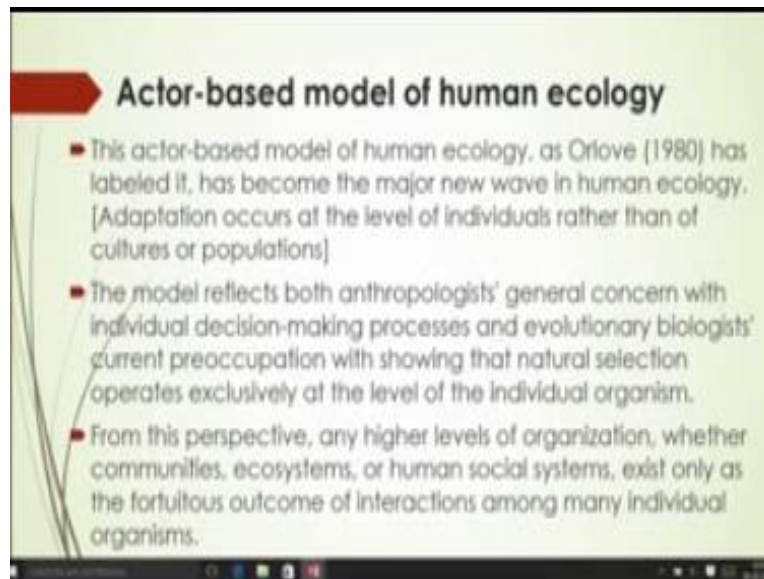 Actor-based model of human ecology
This actor-based model of human ecology, as Orlove (1980) has
labeled it, has become the major new wave in human ecology.
[Adaptation occurs at the level of individuals rather than of
cultures or populations]
The model reflects both anthropologists' general concern with
individual decision-making processes and evolutionary biologists'
current preoccupation with showing that natural selection
operates exclusively at the level of the individual organism.
From this perspective, any higher levels of organization, whether
communities, ecosystems, or human social systems, exist only as
the fortuitous outcome of interactions among many individual
organisms.